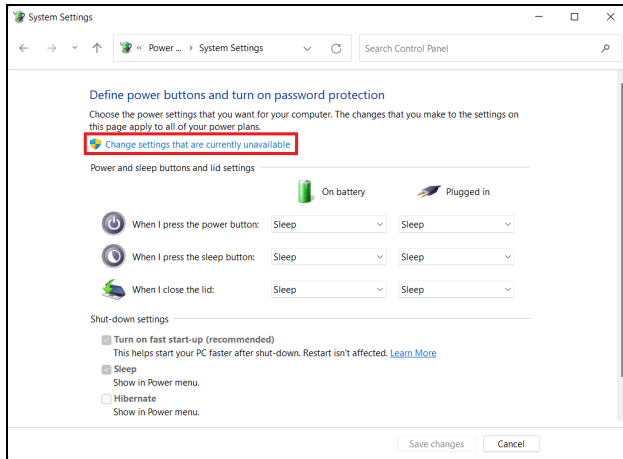 System Settings
« Power ... › System Settings
Search Control Panel
Define power buttons and turn on password protection
Choose the power settings that you want for your computer. The changes that you make to the settings on
this page apply to all of your power plans.
Change settings that are currently unavailable
Power and sleep buttons and lid settings
On battery Plugged in
When I press the power button: Sleep Sleep
When I press the sleep button: Sleep Sleep
When I close the lid: Sleep Sleep
Shut-down settings
Turn on fast start-up (recommended)
This helps start your PC faster after shut-down. Restart isn't affected. Learn More
Sleep
Show in Power menu.
Hibernate
Show in Power menu.
Save changes Cancel